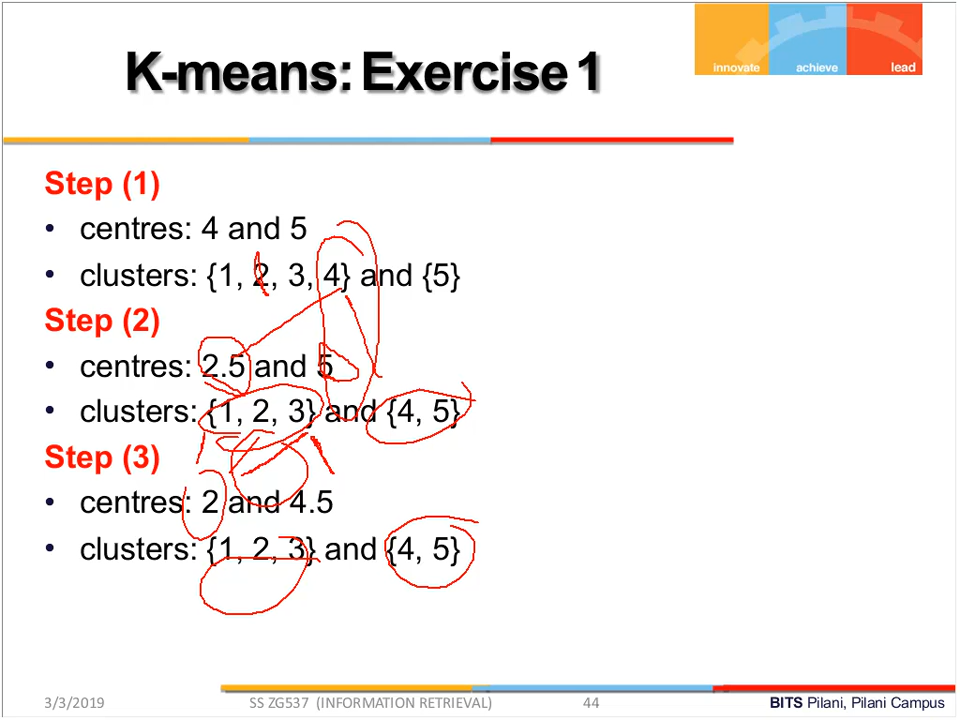 innovate achieve lead
K-means: Exercise 1
Step (1)
• centres: 4 and 5
• clusters: {1, 2, 3, 4} and {5}
Step (2)
• centres: 2.5 and 5
• clusters: {1, 2, 3} and {4, 5}
Step (3)
• centres: 2 and 4.5
• clusters: {1, 2, 3} and {4, 5}
3/3/2019 SS ZG537 (INFORMATION RETRIEVAL) 44 BITS Pilani, Pilani Campus